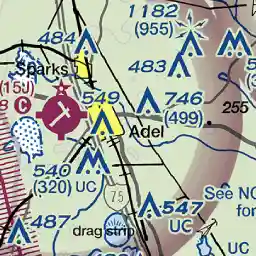 1182
(955)
484
Sparks
483
(15J)
8 C
549
746
(499)
255
Adel
540
(320) UC
75
See NO
for
547
UC
487
drag strip